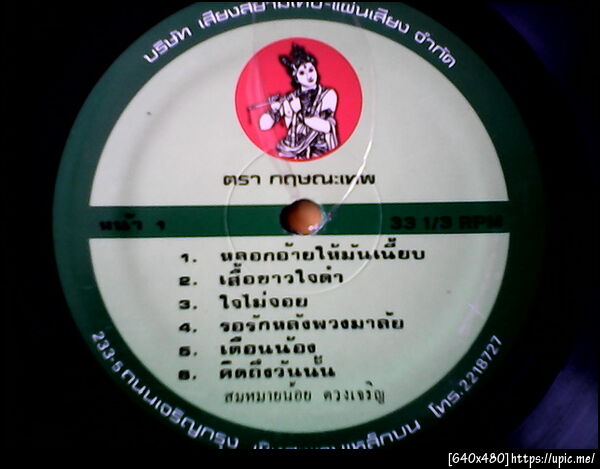 บริษัท เสียงสยามเทป-แผ่นเสียง จำกัด
ตรา กฤษณะเทพ
หน้า 1
33 1/3 RPM
1. หลอกอ้ายให้มันเนี้ยบ
2. เสื้อขาวใจดำ
3. ใจไม่จอย
4. รอรักหลังพวงมาลัย
5. เตือนน้อง
6. คิดถึงวันนั้น
สมหมายน้อย ดวงเจริญ
233-5 ถนนเจริญกรุง โทร.2218727
[640x480]https://upic.me/